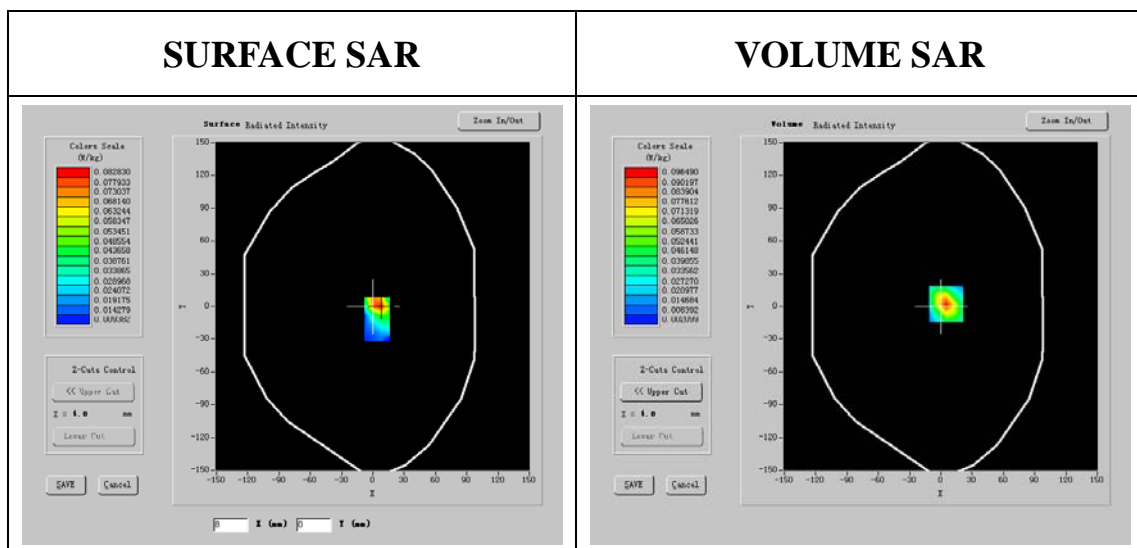 SURFACE SAR
VOLUME SAR
Surface Radiated Intensity
Zoom In/Out
Colors Scale
(W/kg)
0.082830
0.077933
0.073037
0.068140
0.063244
0.058347
0.053451
0.048554
0.043658
0.038761
0.033865
0.028968
0.024072
0.019175
0.014279
150
120
90
60
30
0
-30
-60
-90
-120
-150
Y
-150 -120 -90 -60 -30 0 30 60 90 120 150
X
Z-Cuts Control
<< Upper Cut
mm
Lower Cut
SAVE Cancel
8 X (mm) 0 Y (mm)
Volume Radiated Intensity
Zoom In/Out
Colors Scale
(W/kg)
0.096490
0.090197
0.083904
0.077612
0.071319
0.065026
0.058733
0.052441
0.046148
0.039855
0.033562
0.027270
0.020977
0.014684
0.008392
150
120
90
60
30
0
-30
-60
-90
-120
-150
Y
-150 -120 -90 -60 -30 0 30 60 90 120 150
X
Z-Cuts Control
<< Upper Cut
mm
Lower Cut
SAVE Cancel